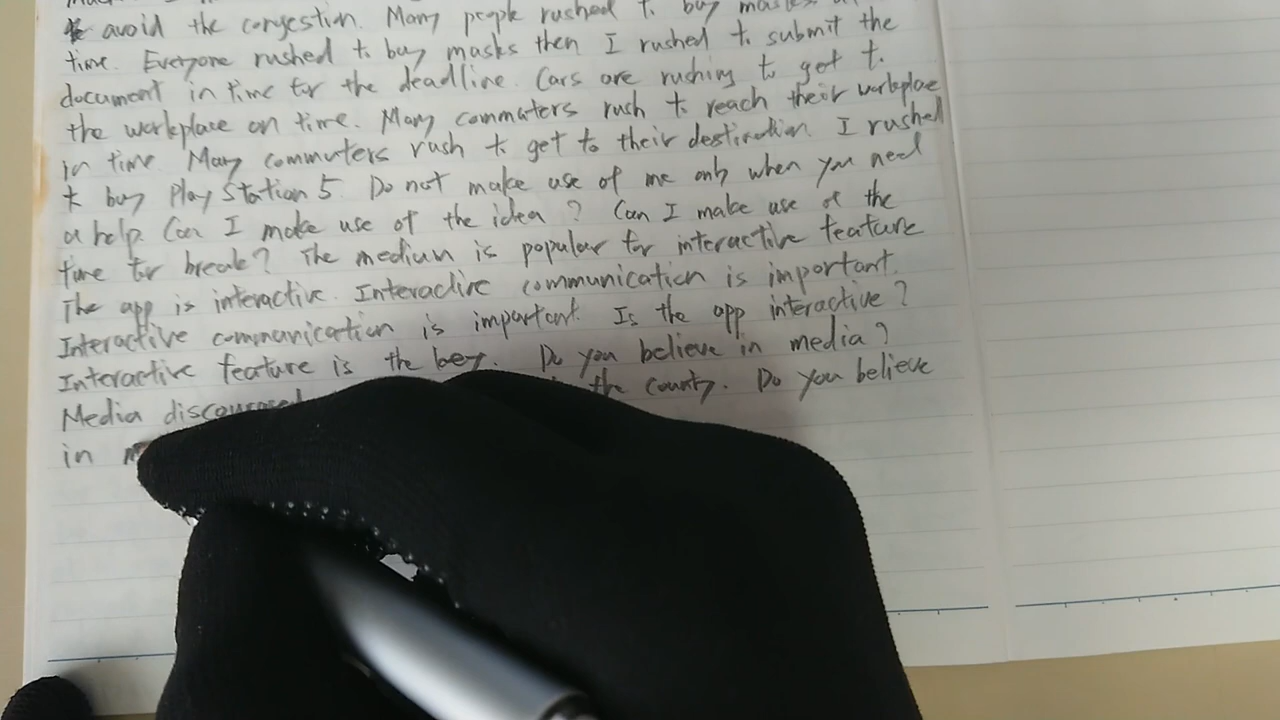 avoid the congestion. Many people rushed to buy masks
time. Everyone rushed to buy masks then I rushed to submit the
document in time for the deadline. Cars are rushing to get t.
the workplace on time. Many commuters rush to reach their workplace
in time. Many commuters rush to get to their destination. I rushed
to buy PlayStation 5. Do not make use of me only when you need
a help. Can I make use of the idea? Can I make use of the
time for break? The medium is popular for interactive feature
The app is interactive. Interactive communication is important.
Interactive communication is important. Is the app interactive?
Interactive feature is the key. Do you believe in media?
Media the county. Do you believe
in